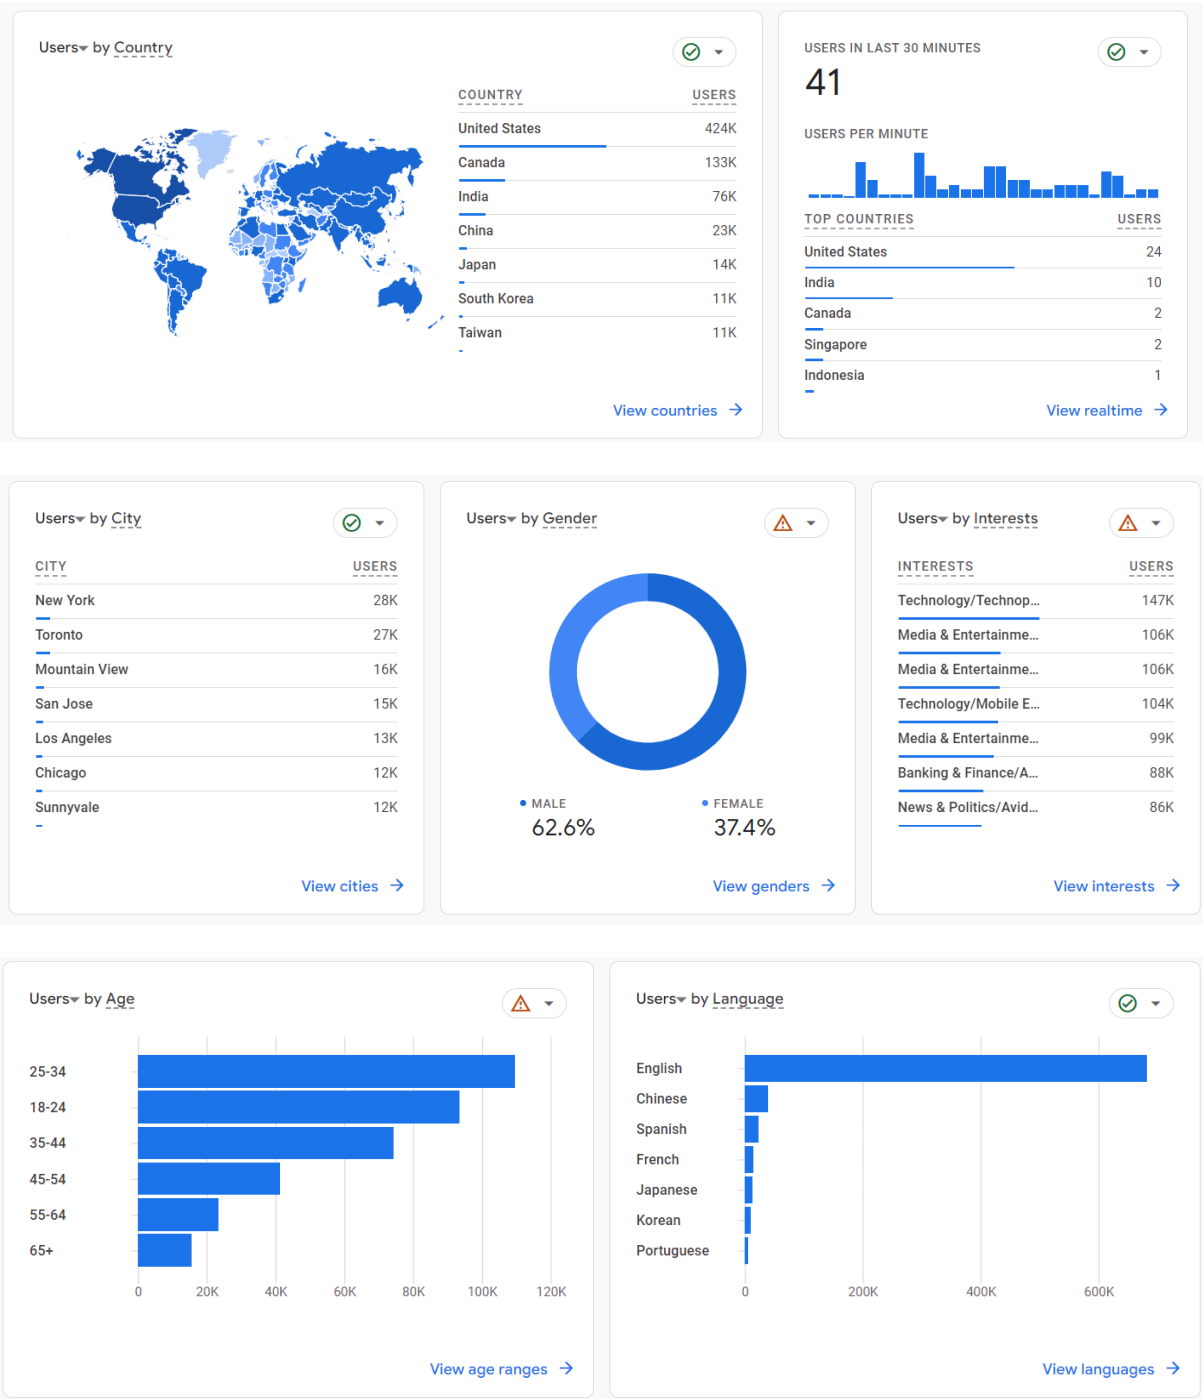 Users by Country
COUNTRY USERS
United States 424K
Canada 133K
India 76K
China 23K
Japan 14K
South Korea 11K
Taiwan 11K
View countries
USERS IN LAST 30 MINUTES
41
USERS PER MINUTE
TOP COUNTRIES USERS
United States 24
India 10
Canada 2
Singapore 2
Indonesia 1
View realtime
Users by City
CITY USERS
New York 28K
Toronto 27K
Mountain View 16K
San Jose 15K
Los Angeles 13K
Chicago 12K
Sunnyvale 12K
View cities
Users by Gender
MALE
62.6%
FEMALE
37.4%
View genders
Users by Interests
INTERESTS USERS
Technology/Technop... 147K
Media & Entertainme... 106K
Media & Entertainme... 106K
Technology/Mobile E... 104K
Media & Entertainme... 99K
Banking & Finance/A... 88K
News & Politics/Avid... 86K
View interests
Users by Age
25-34
18-24
35-44
45-54
55-64
65+
0 20K 40K 60K 80K 100K 120K
View age ranges
Users by Language
English
Chinese
Spanish
French
Japanese
Korean
Portuguese
0 200K 400K 600K
View languages